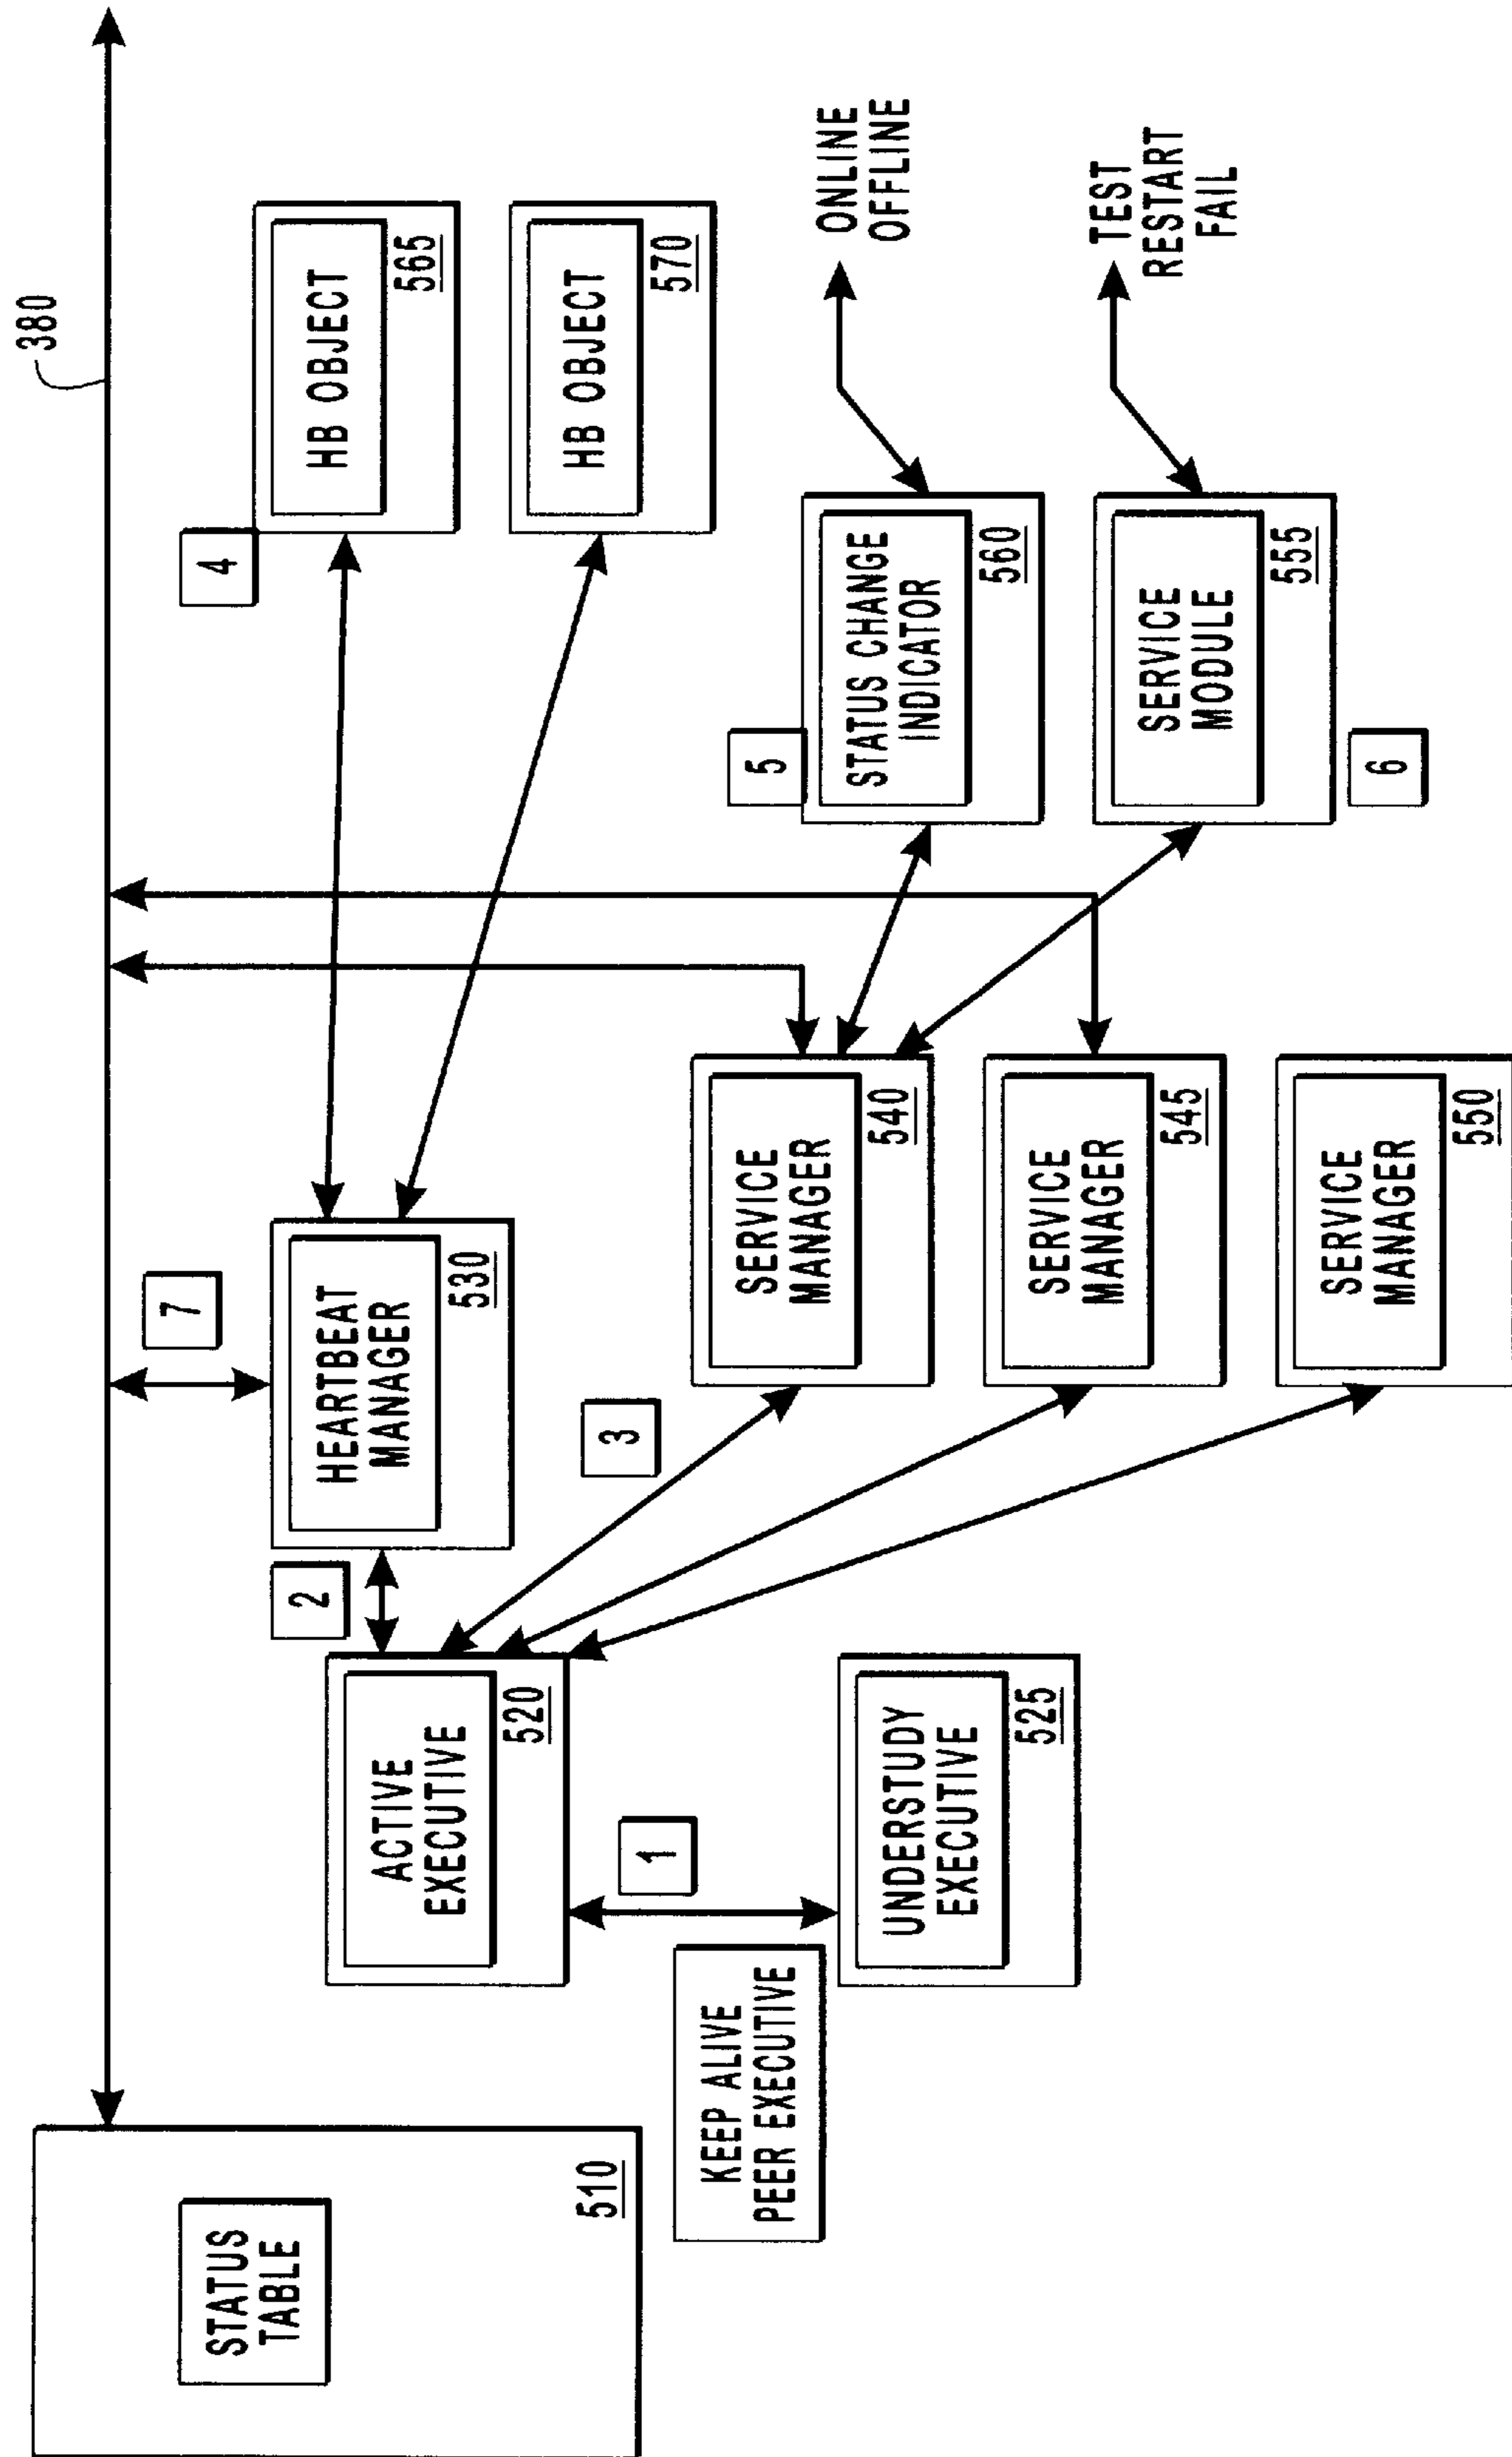 380
STATUS
TABLE
510
ACTIVE
EXECUTIVE
520
KEEP ALIVE
PEER EXECUTIVE
1
UNDERSTUDY
EXECUTIVE
525
2
HEARTBEAT
MANAGER
530
7
3
SERVICE
MANAGER
540
SERVICE
MANAGER
545
SERVICE
MANAGER
550
4
HB OBJECT
565
HB OBJECT
570
5
STATUS CHANGE
INDICATOR
560
ONLINE
OFFLINE
SERVICE
MODULE
555
6
TEST
RESTART
FAIL